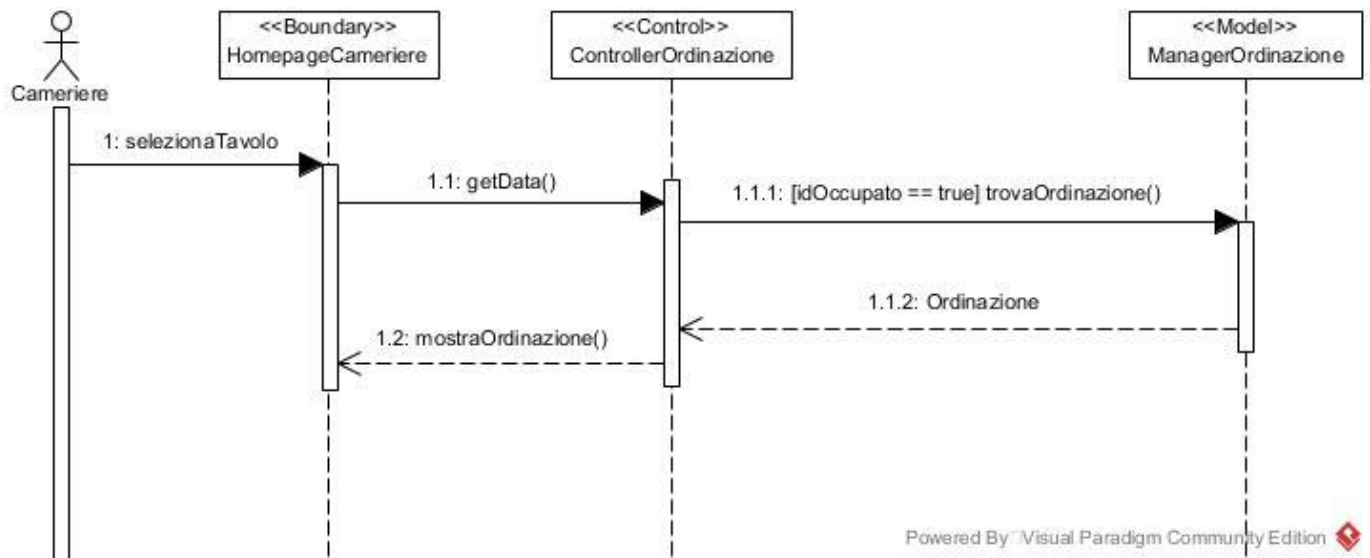 <<Boundary>>
HomepageCameriere
<<Control>>
ControllerOrdinazione
<<Model>>
ManagerOrdinazione
Cameriere
1: selezionaTavolo
1.1: getData()
1.1.1: [idOccupato == true] trovaOrdinazione()
1.1.2: Ordinazione
1.2: mostraOrdinazione()
Powered By Visual Paradigm Community Edition